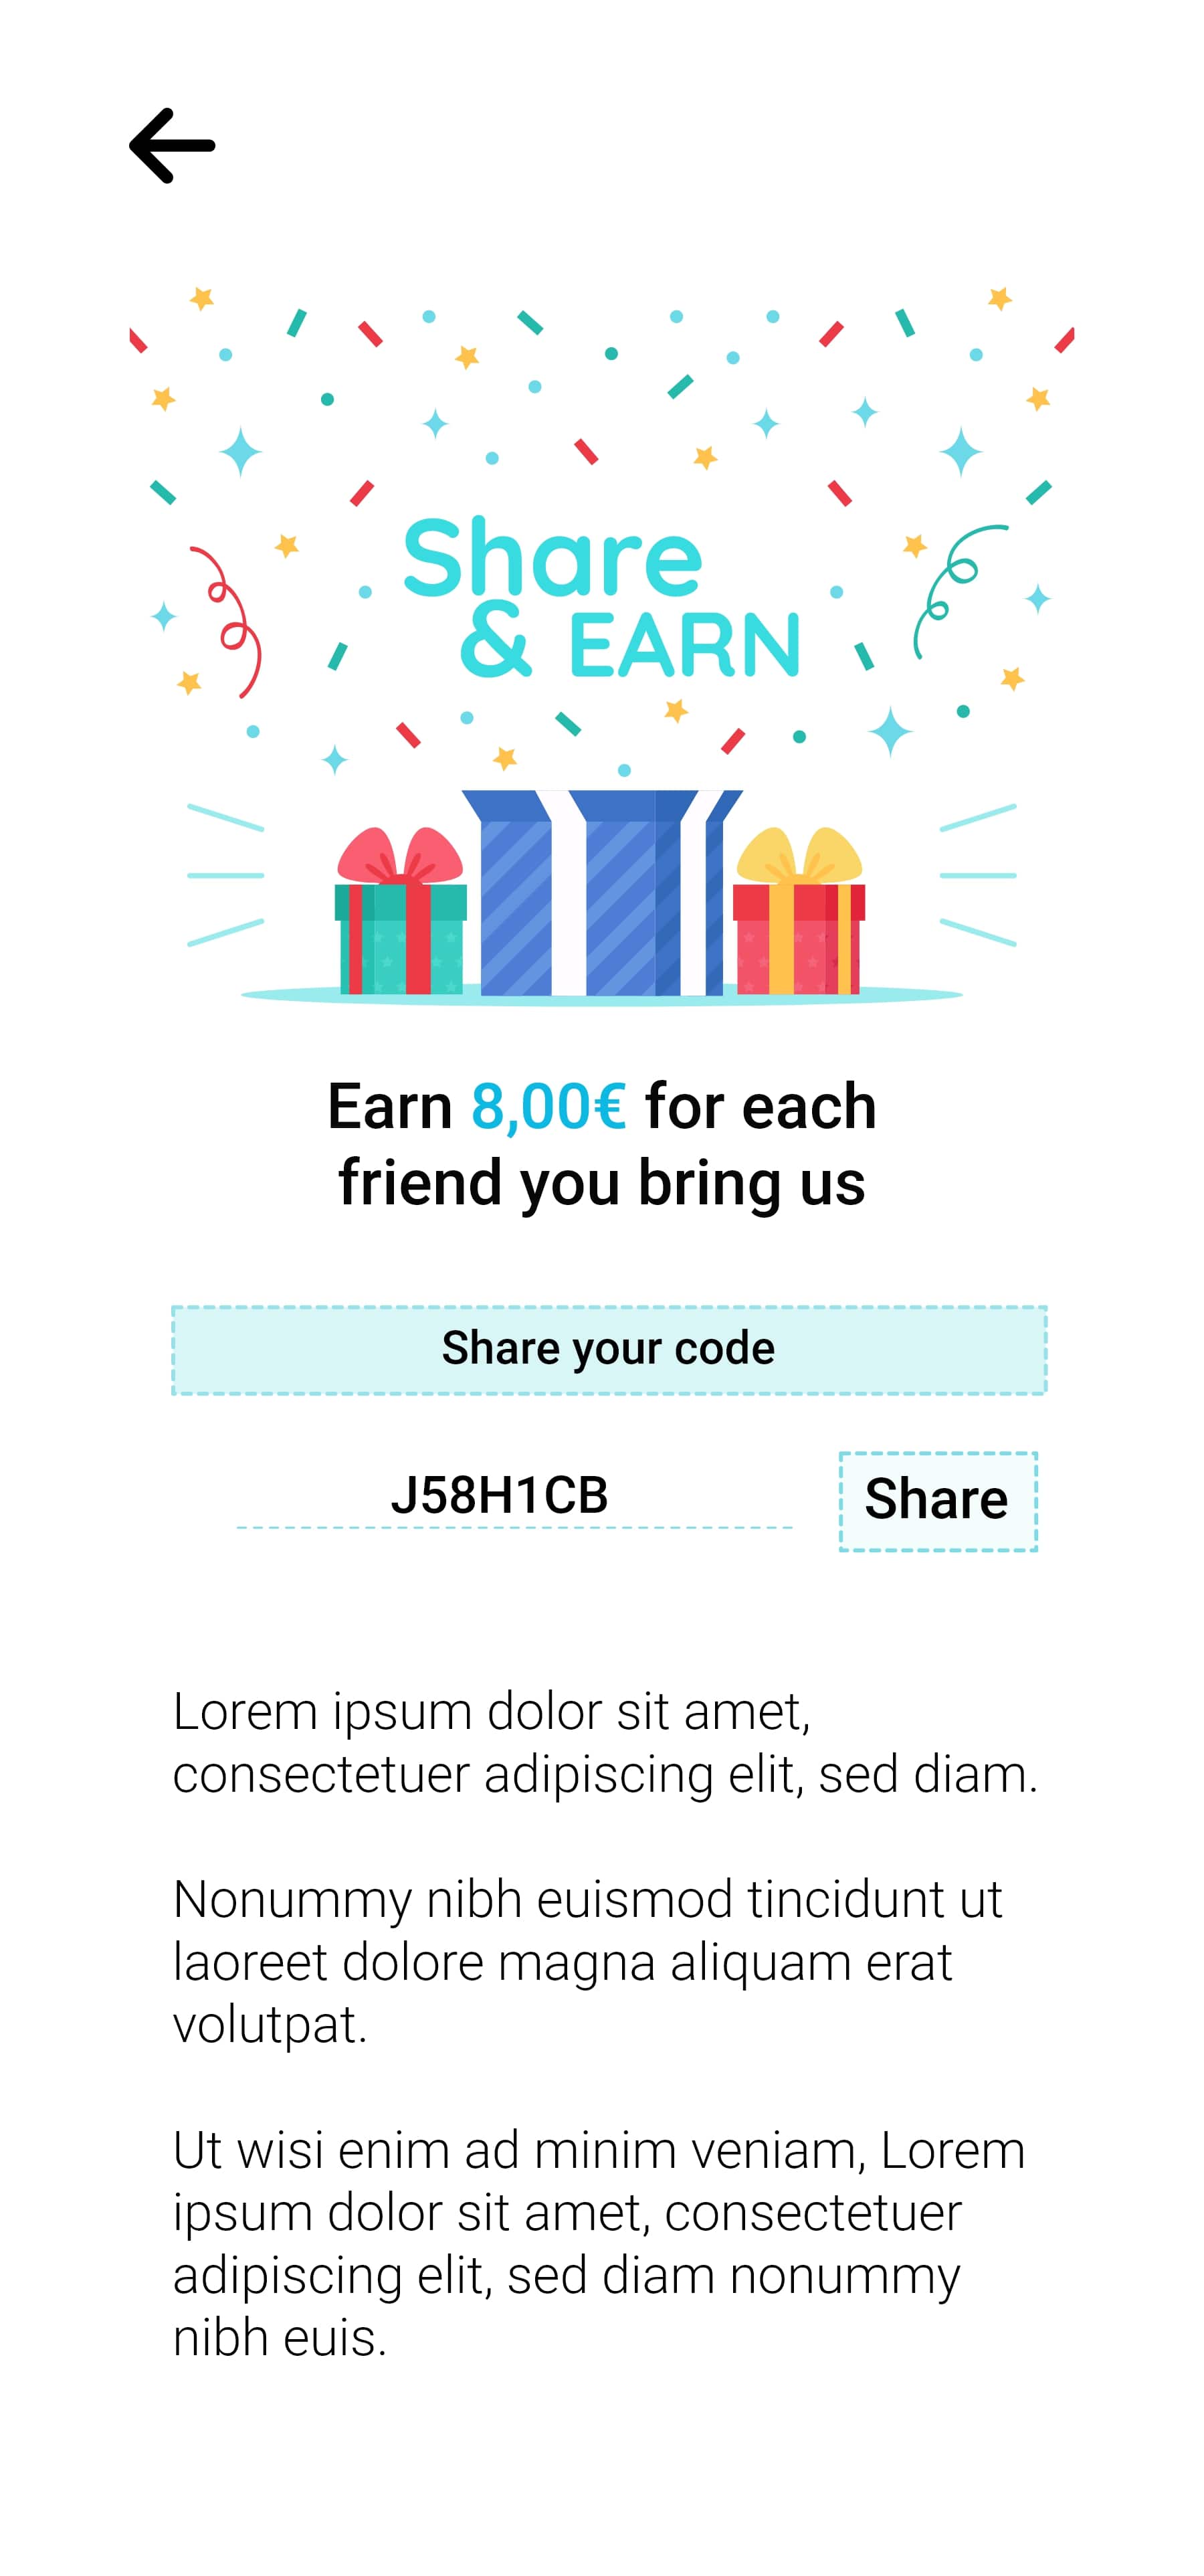 Share
& EARN
Earn 8,00€ for each
friend you bring us
Share your code
J58H1CB
Share
Lorem ipsum dolor sit amet,
consectetuer adipiscing elit, sed diam.
Nonummy nibh euismod tincidunt ut
laoreet dolore magna aliquam erat
volutpat.
Ut wisi enim ad minim veniam, Lorem
ipsum dolor sit amet, consectetuer
adipiscing elit, sed diam nonummy
nibh euis.